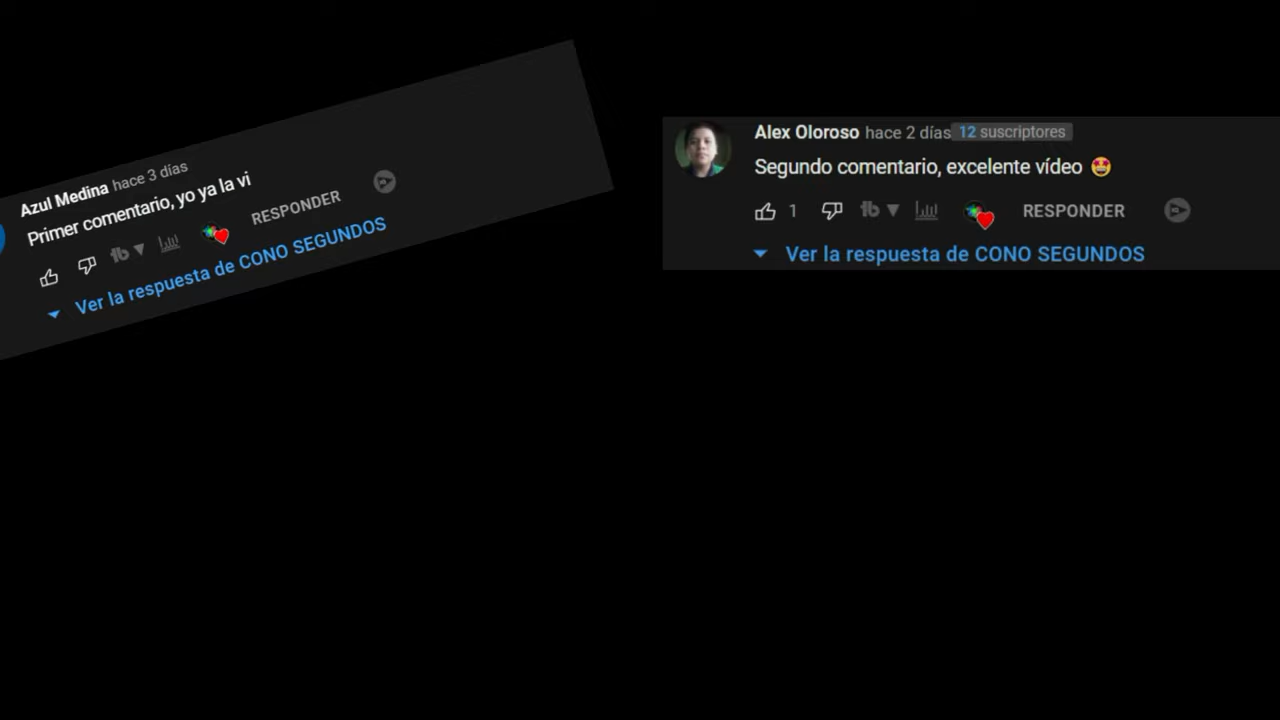 Azul Medina hace 3 días
Primer comentario, yo ya la vi
RESPONDER
Ver la respuesta de CONO SEGUNDOS
Alex Oloroso hace 2 días 12 suscriptores
Segundo comentario, excelente vídeo
1 tb RESPONDER
Ver la respuesta de CONO SEGUNDOS